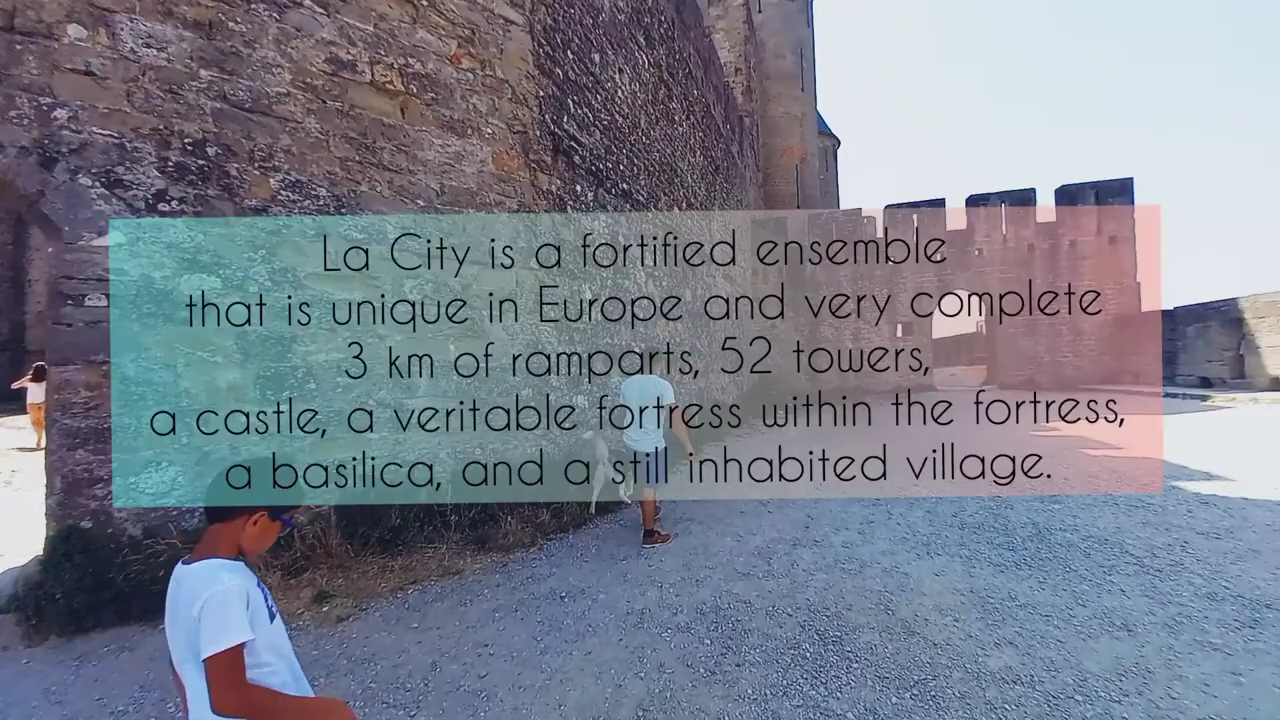 La City is a fortified ensemble
that is unique in Europe and very complete
3 km of ramparts, 52 towers,
a castle, a veritable fortress within the fortress,
a basilica, and a still inhabited village.